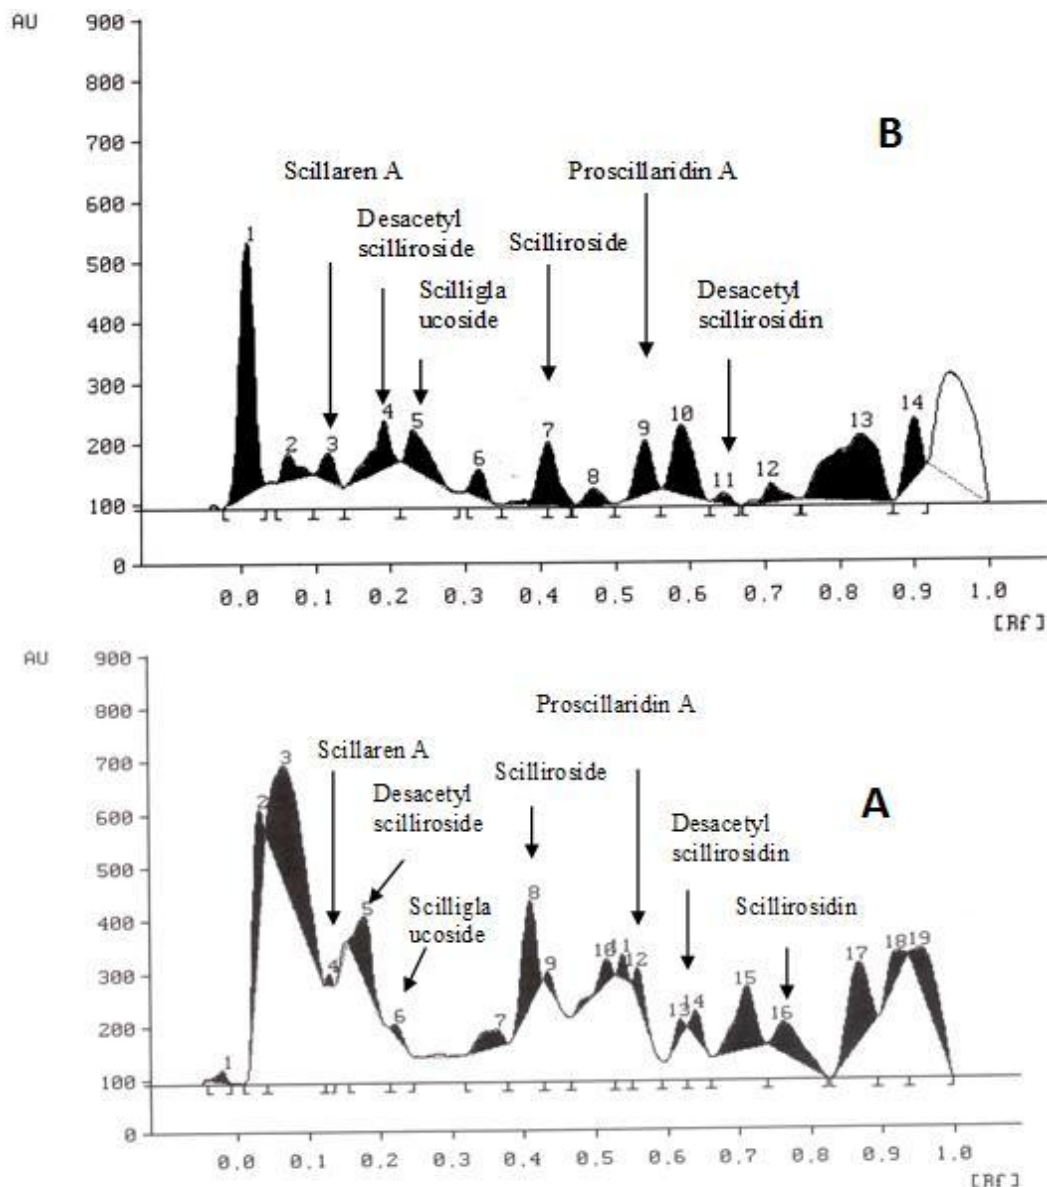 AU
900
800
700
600
500
400
300
200
100
0
B
Scillaren A
Proscillaridin A
Desacetyl
scilliroside
Scilliroside
Scilligla
ucoside
Desacetyl
scillirosidin
1
2
3
4
5
6
7
8
9
10
11
12
13
14
0.0 0.1 0.2 0.3 0.4 0.5 0.6 0.7 0.8 0.9 1.0
[Rf]
AU
900
800
700
600
500
400
300
200
100
0
A
Proscillaridin A
Scillaren A
Scilliroside
Desacetyl
scilliroside
Desacetyl
scillirosidin
Scilligla
ucoside
Scillirosidin
1
2
3
4
5
6
7
8
9
10
11
12
13
14
15
16
17
18
19
0.0 0.1 0.2 0.3 0.4 0.5 0.6 0.7 0.8 0.9 1.0
[Rf]